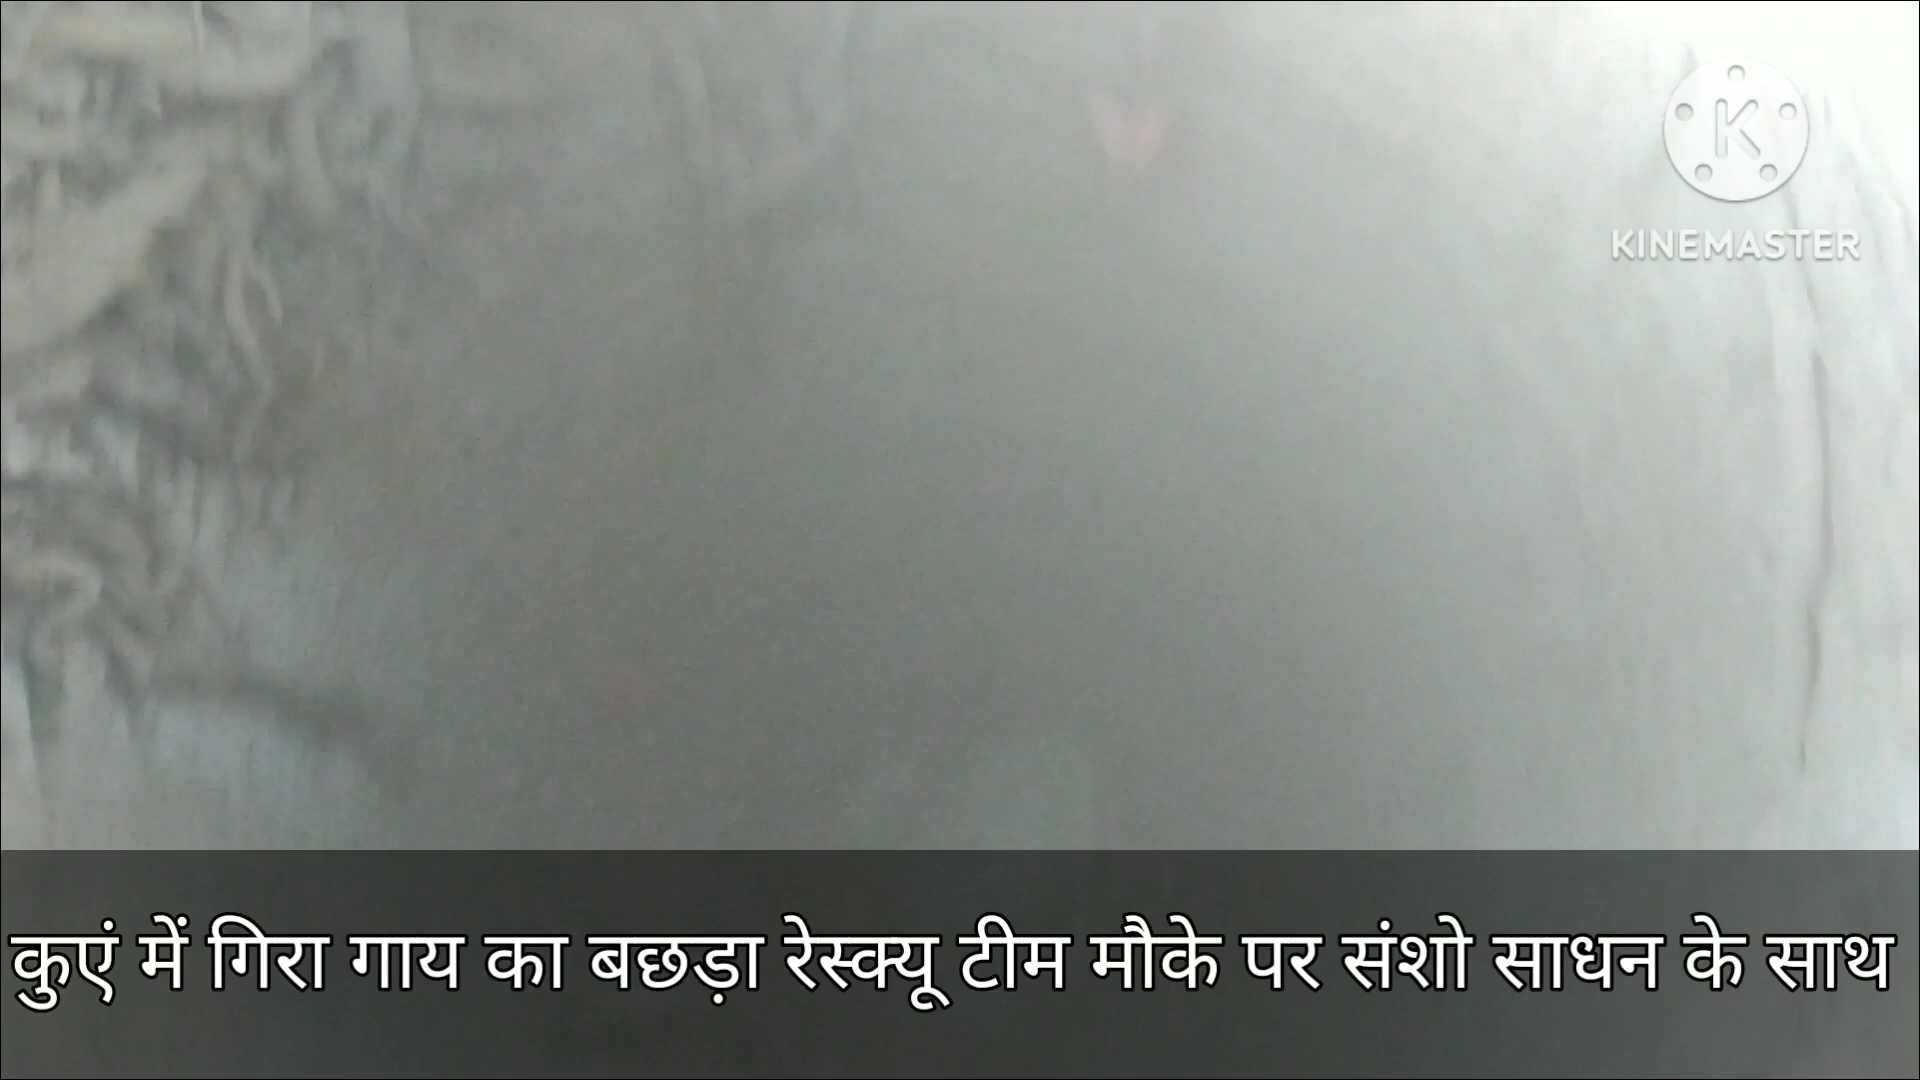 K
KINEMASTER
कुएं में गिरा गाय का बछड़ा रेस्क्यू टीम मौके पर संशो साधन के साथ